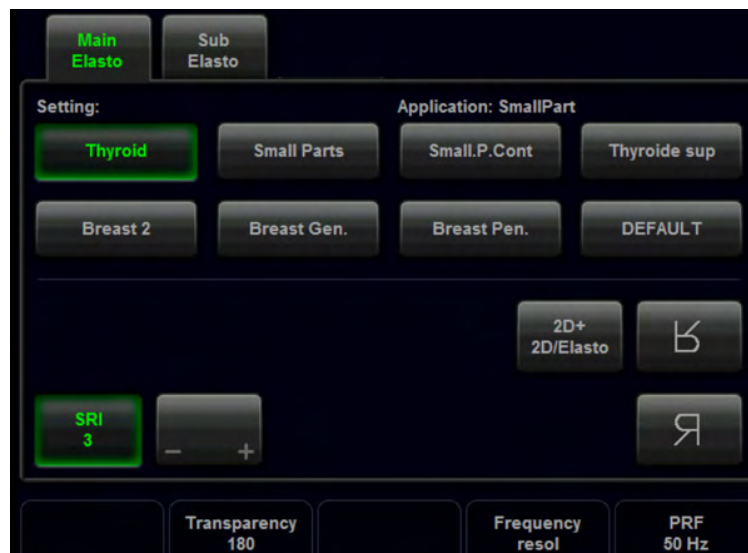 Main Elasto
Sub Elasto
Setting:
Application: SmallPart
Thyroid
Small Parts
Small.P.Cont
Thyroide sup
Breast 2
Breast Gen.
Breast Pen.
DEFAULT
2D+
2D/Elasto
SRI
3
- +
Transparency
180
Frequency
resol
PRF
50 Hz